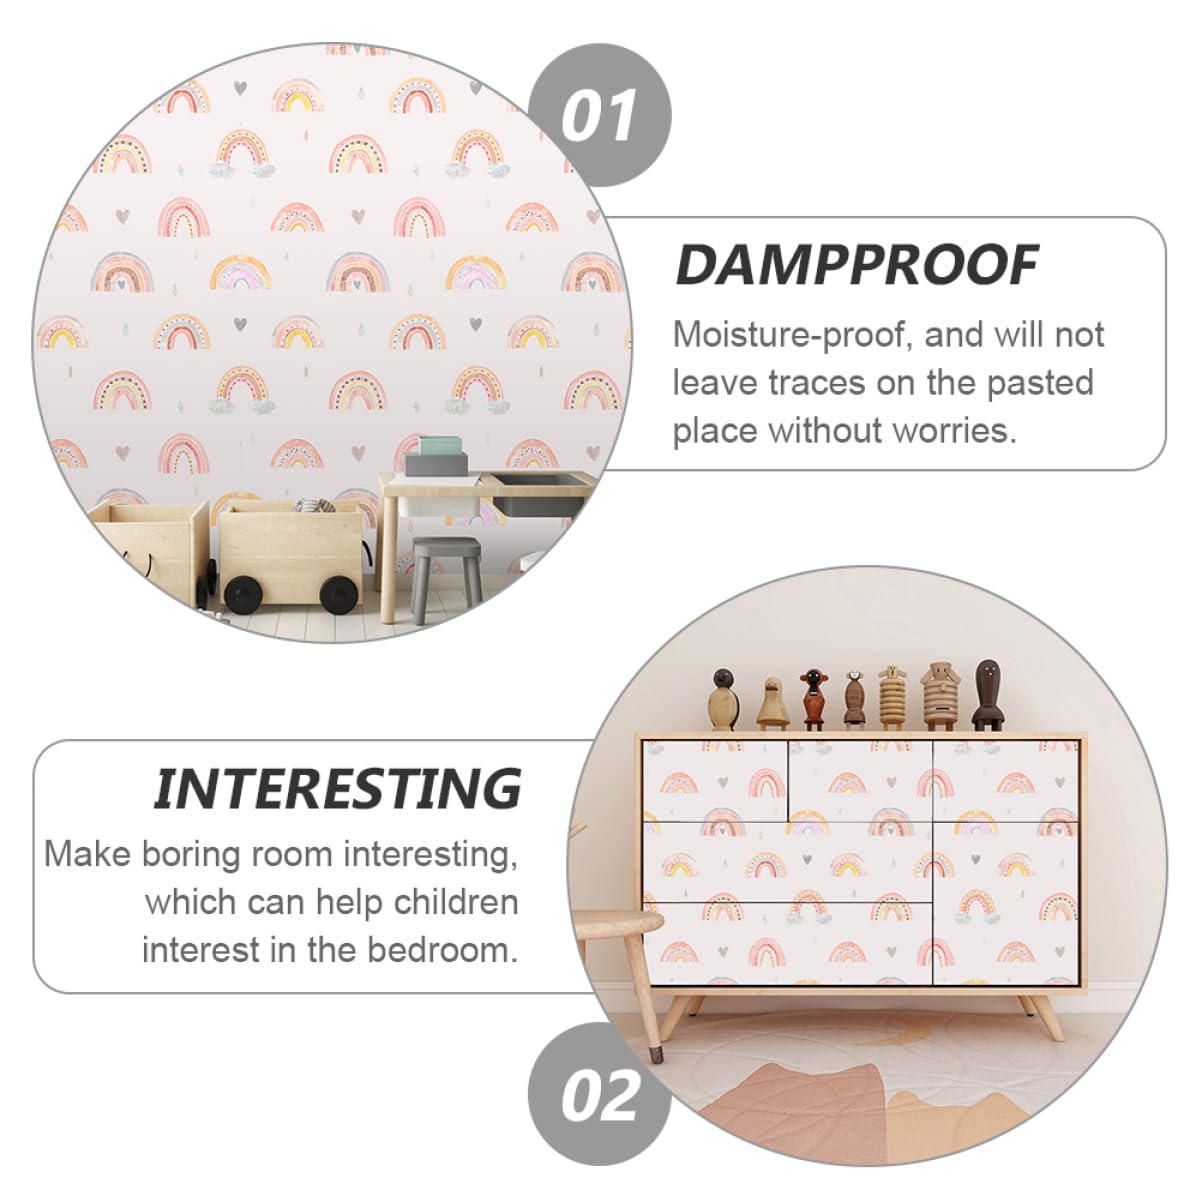 01
DAMPPROOF
Moisture-proof, and will not
leave traces on the pasted
place without worries.
INTERESTING
Make boring room interesting,
which can help children
interest in the bedroom.
02